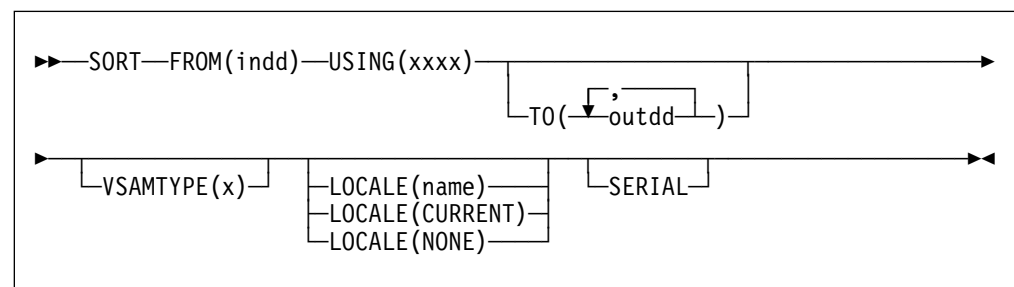 SORT FROM(indd) USING(xxxx)
,
TO( outdd )
VSAMTYPE(x) LOCALE(name) SERIAL
LOCALE(CURRENT)
LOCALE(NONE)